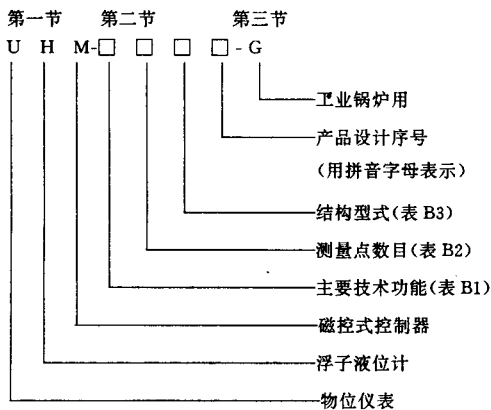 第一节 第二节 第三节
U H M-□ □ □ □-G
工业锅炉用
产品设计序号
(用拼音字母表示)
结构型式(表 B3)
测量点数目(表 B2)
主要技术功能(表 B1)
磁控式控制器
浮子液位计
物位仪表